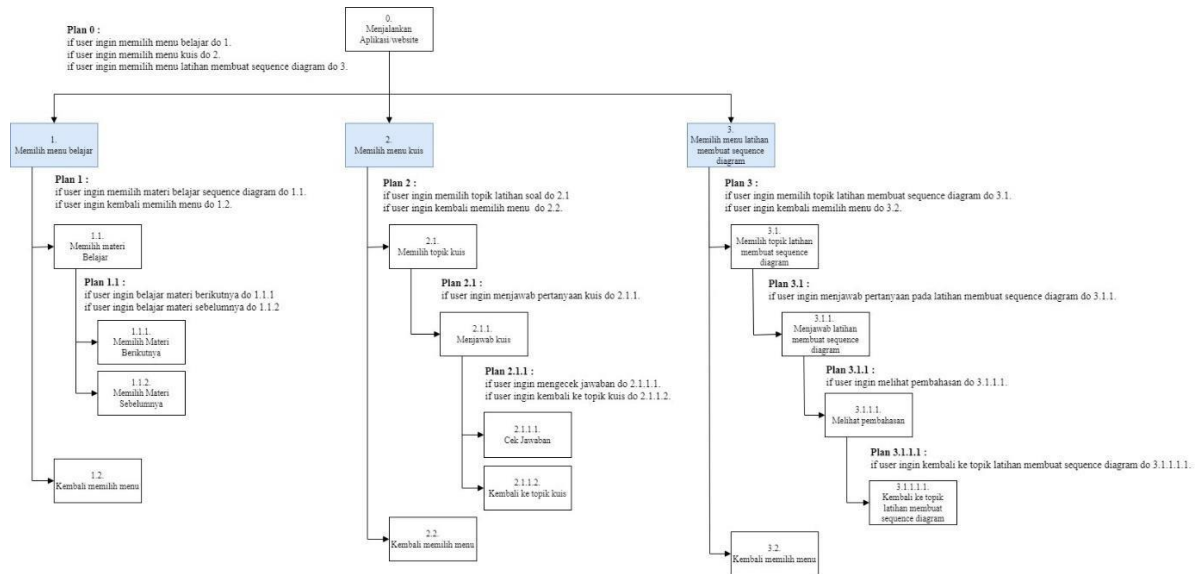 Plan 0 :
if user ingin memilih menu belajar do 1.
if user ingin memilih menu kuis do 2.
if user ingin memilih menu latihan membuat sequence diagram do 3.
0.
Menjalankan
Aplikasi/website
1.
Memilih menu belajar
Plan 1 :
if user ingin memilih materi belajar sequence diagram do 1.1.
if user ingin kembali memilih menu do 1.2.
1.1.
Memilih materi
Belajar
Plan 1.1 :
if user ingin belajar materi berikutnya do 1.1.1
if user ingin belajar materi sebelumnya do 1.1.2
1.1.1.
Memilih Materi
Berikutnya
1.1.2.
Memilih Materi
Sebelumnya
1.2.
Kembali memilih menu
2.
Memilih menu kuis
Plan 2 :
if user ingin memilih topik latihan soal do 2.1
if user ingin kembali memilih menu do 2.2.
2.1.
Memilih topik kuis
Plan 2.1 :
if user ingin menjawab pertanyaan kuis do 2.1.1.
2.1.1.
Menjawab kuis
Plan 2.1.1 :
if user ingin mengecek jawaban do 2.1.1.1.
if user ingin kembali ke topik kuis do 2.1.1.2.
2.1.1.1.
Cek Jawaban
2.1.1.2.
Kembali ke topik kuis
2.2.
Kembali memilih menu
3.
Memilih menu latihan
membuat sequence
diagram
Plan 3 :
if user ingin memilih topik latihan membuat sequence diagram do 3.1.
if user ingin kembali memilih menu do 3.2.
3.1.
Memilih topik latihan
membuat sequence
diagram
Plan 3.1 :
if user ingin menjawab pertanyaan pada latihan membuat sequence diagram do 3.1.1.
3.1.1.
Menjawab latihan
membuat sequence
diagram
Plan 3.1.1 :
if user ingin melihat pembahasan do 3.1.1.1.
3.1.1.1.
Melihat pembahasan
Plan 3.1.1.1 :
if user ingin kembali ke topik latihan membuat sequence diagram do 3.1.1.1.1.
3.1.1.1.1.
Kembali ke topik
latihan membuat
sequence diagram
3.2.
Kembali memilih menu